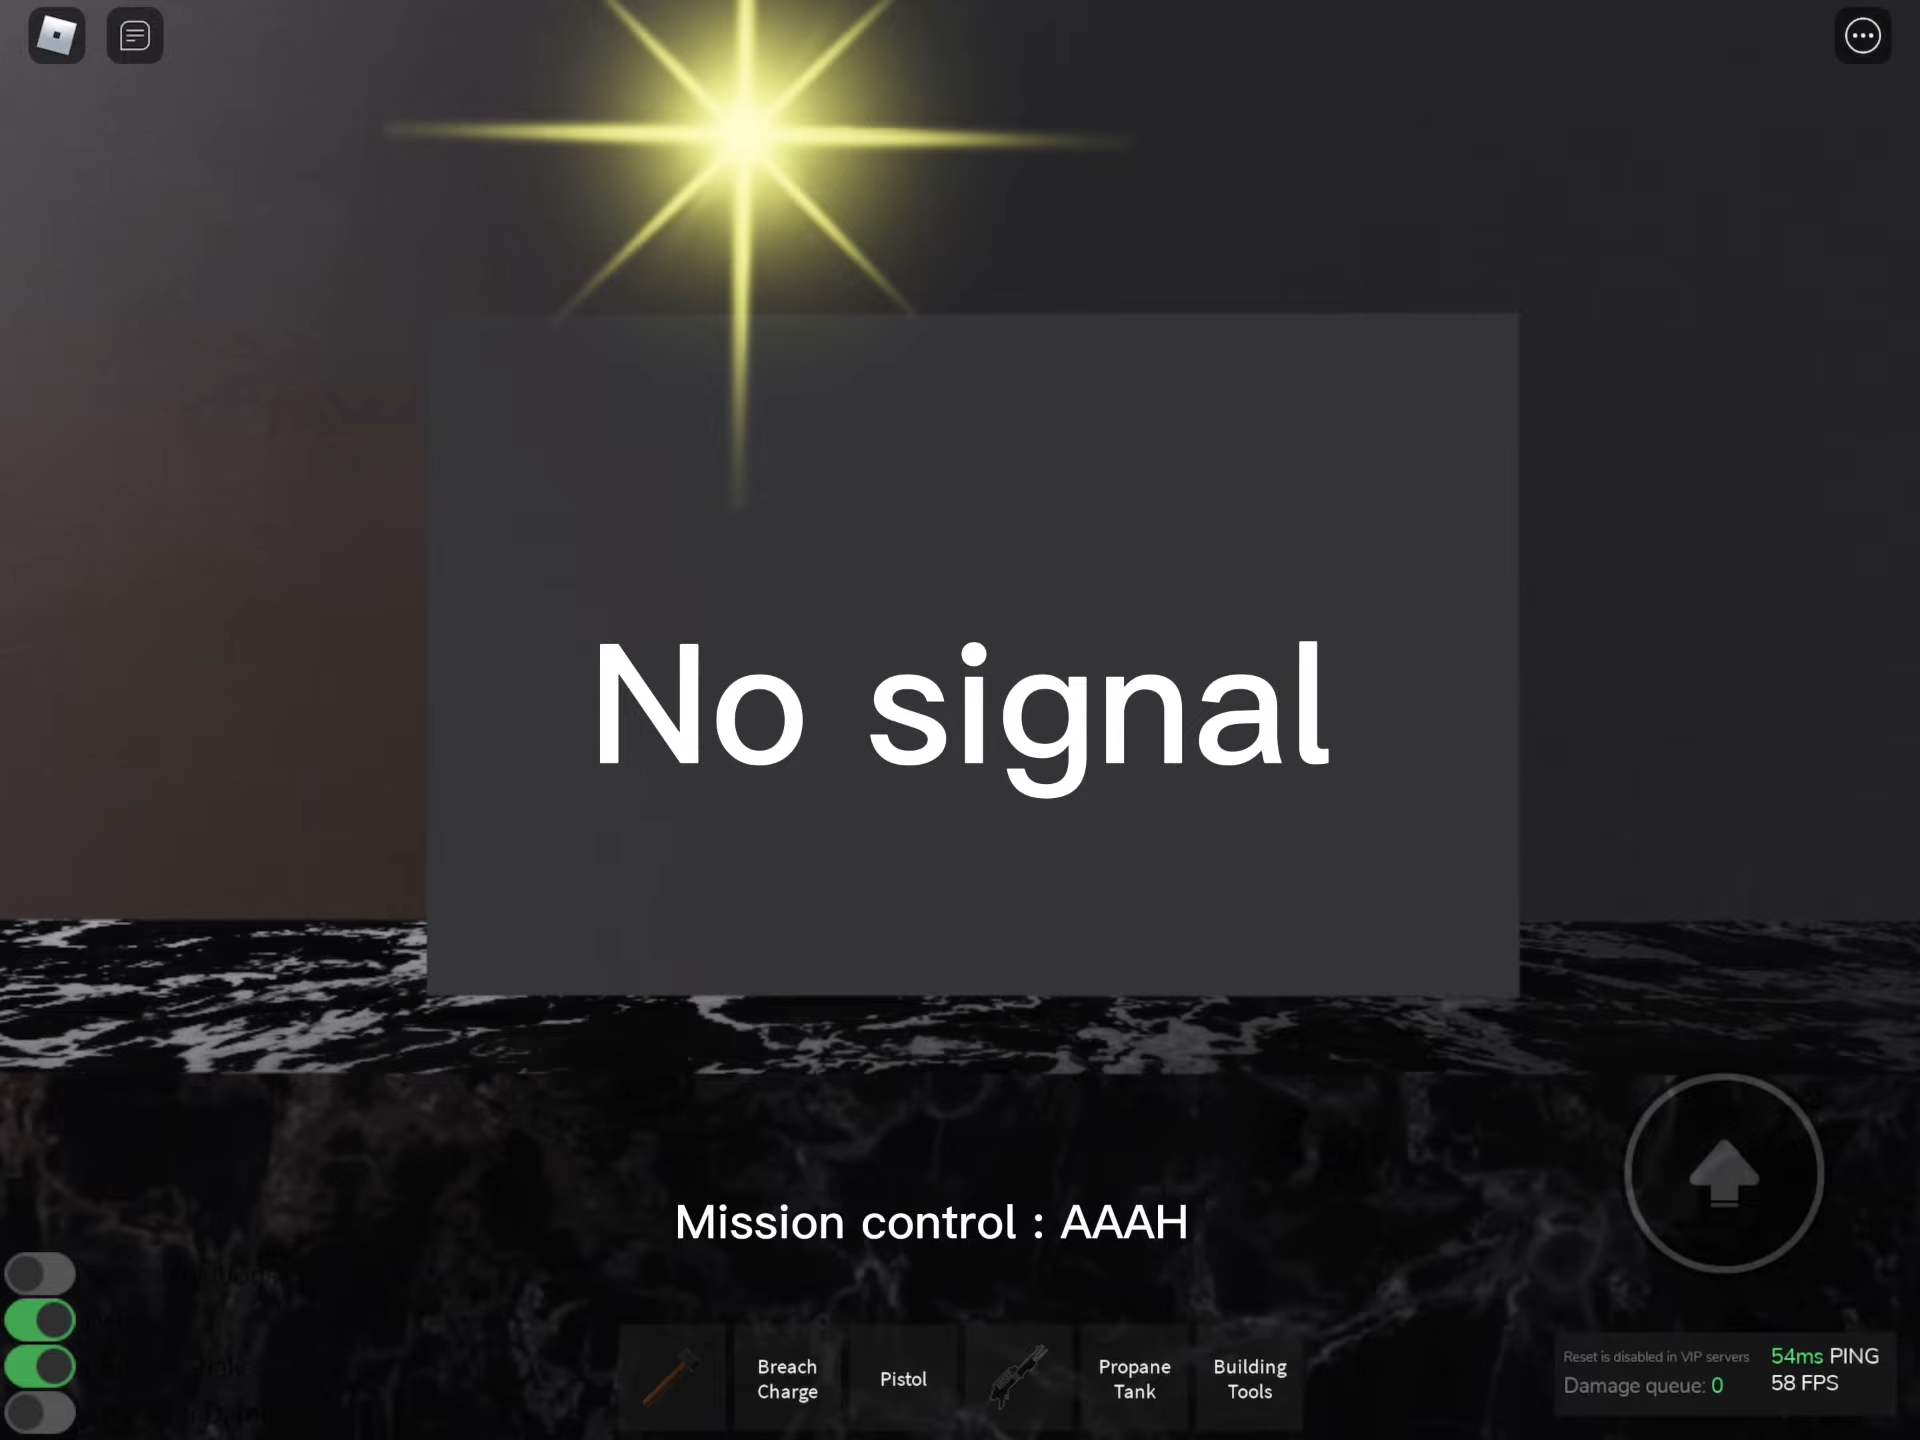 No signal
Mission control : AAAH
Breach
Charge
Pistol
Propane
Tank
Building
Tools
Reset is disabled in VIP servers
54ms PING
Damage queue: 0
58 FPS